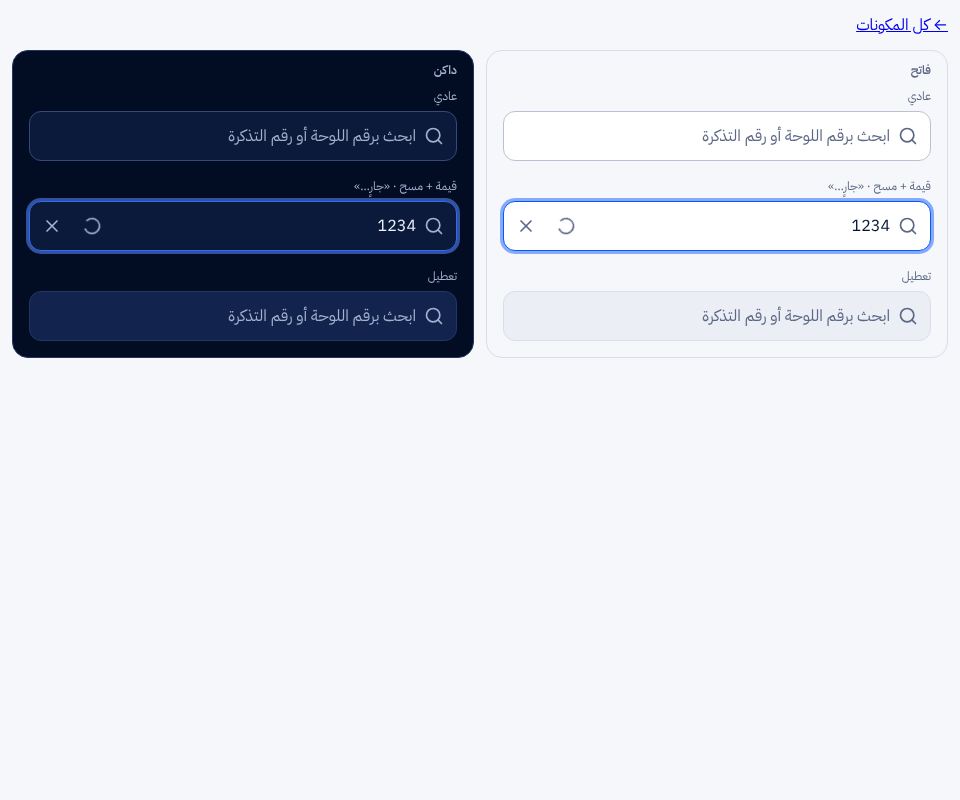 ← كل المكونات
فاتح
عادي
ابحث برقم اللوحة أو رقم التذكرة
قيمة + مسح · «جارٍ…»
1234
تعطيل
ابحث برقم اللوحة أو رقم التذكرة
داكن
عادي
ابحث برقم اللوحة أو رقم التذكرة
قيمة + مسح · «جارٍ…»
1234
تعطيل
ابحث برقم اللوحة أو رقم التذكرة